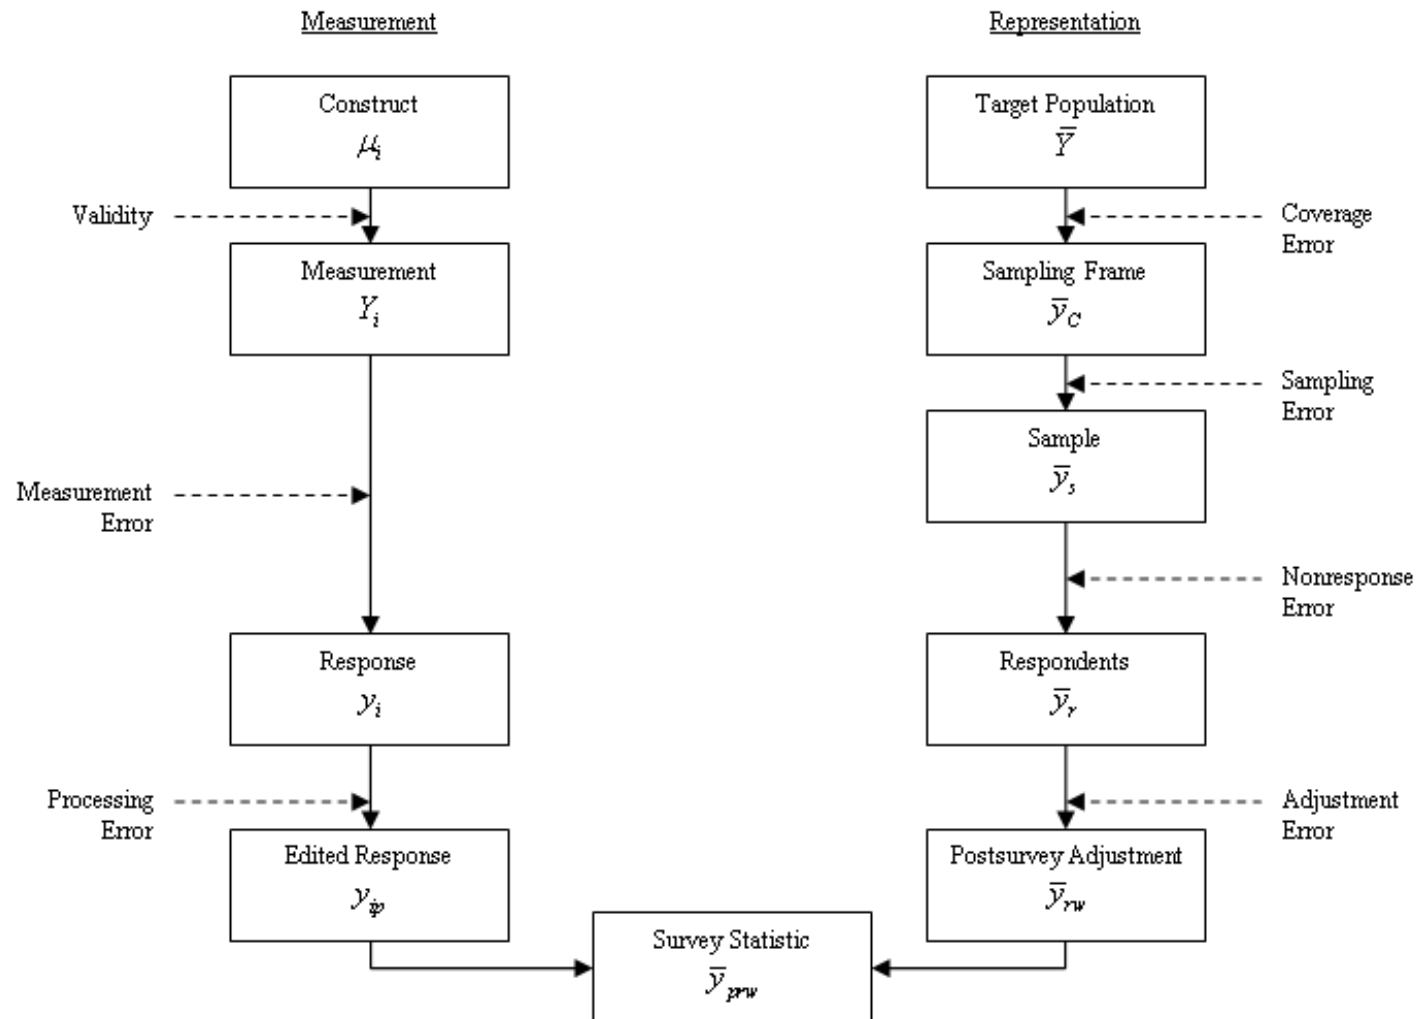 Measurement
Representation
Construct
μᵢ
Target Population
Ȳ
Validity
Coverage
Error
Measurement
Yᵢ
Sampling Frame
ȳ_C
Sampling
Error
Sample
ȳ_s
Measurement
Error
Nonresponse
Error
Response
yᵢ
Respondents
ȳ_r
Processing
Error
Adjustment
Error
Edited Response
y_ip
Postsurvey Adjustment
ȳ_rw
Survey Statistic
ȳ_prw